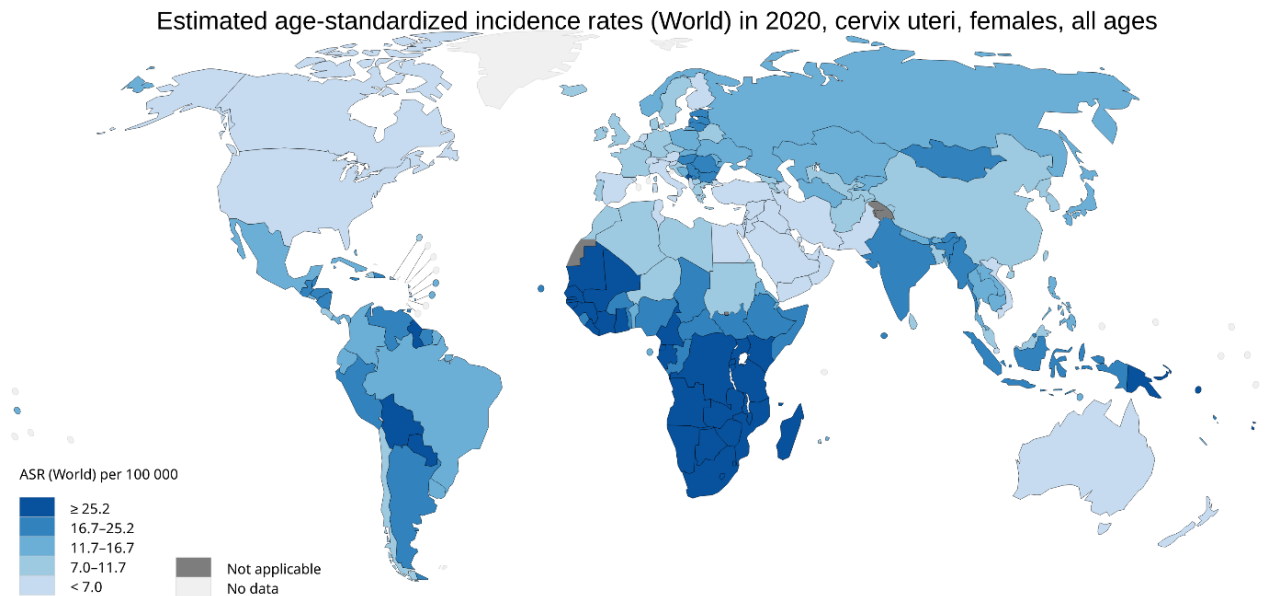 Estimated age-standardized incidence rates (World) in 2020, cervix uteri, females, all ages
ASR (World) per 100 000
≥ 25.2
16.7–25.2
11.7–16.7
7.0–11.7
< 7.0
Not applicable
No data